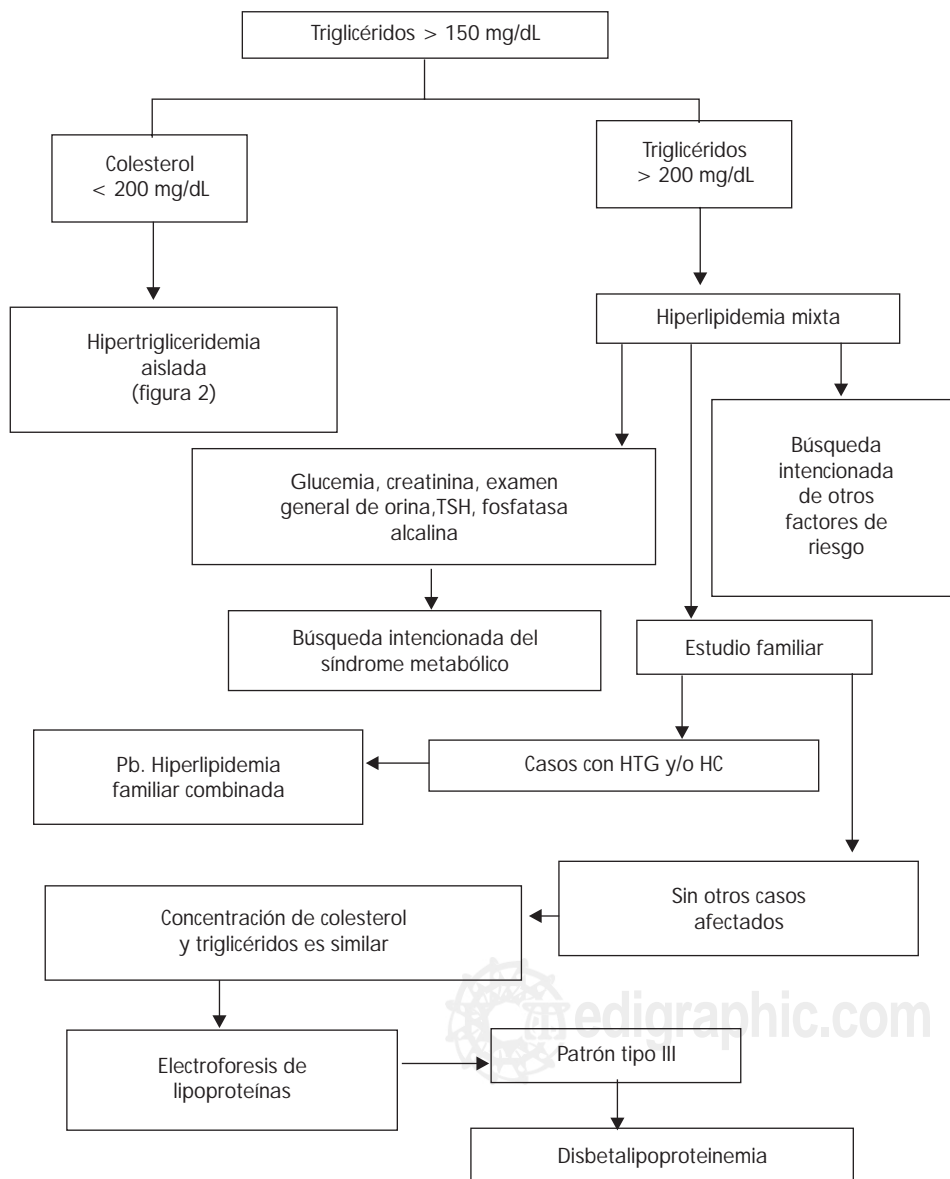 Triglicéridos > 150 mg/dL
Colesterol
< 200 mg/dL
Triglicéridos
> 200 mg/dL
Hipertrigliceridemia
aislada
(figura 2)
Hiperlipidemia mixta
Glucemia, creatinina, examen
general de orina,TSH, fosfatasa
alcalina
Búsqueda
intencionada
de otros
factores de
riesgo
Búsqueda intencionada del
síndrome metabólico
Estudio familiar
Pb. Hiperlipidemia
familiar combinada
Casos con HTG y/o HC
Concentración de colesterol
y triglicéridos es similar
Sin otros casos
afectados
medigraphic.com
Electroforesis de
lipoproteínas
Patrón tipo III
Disbetalipoproteinemia